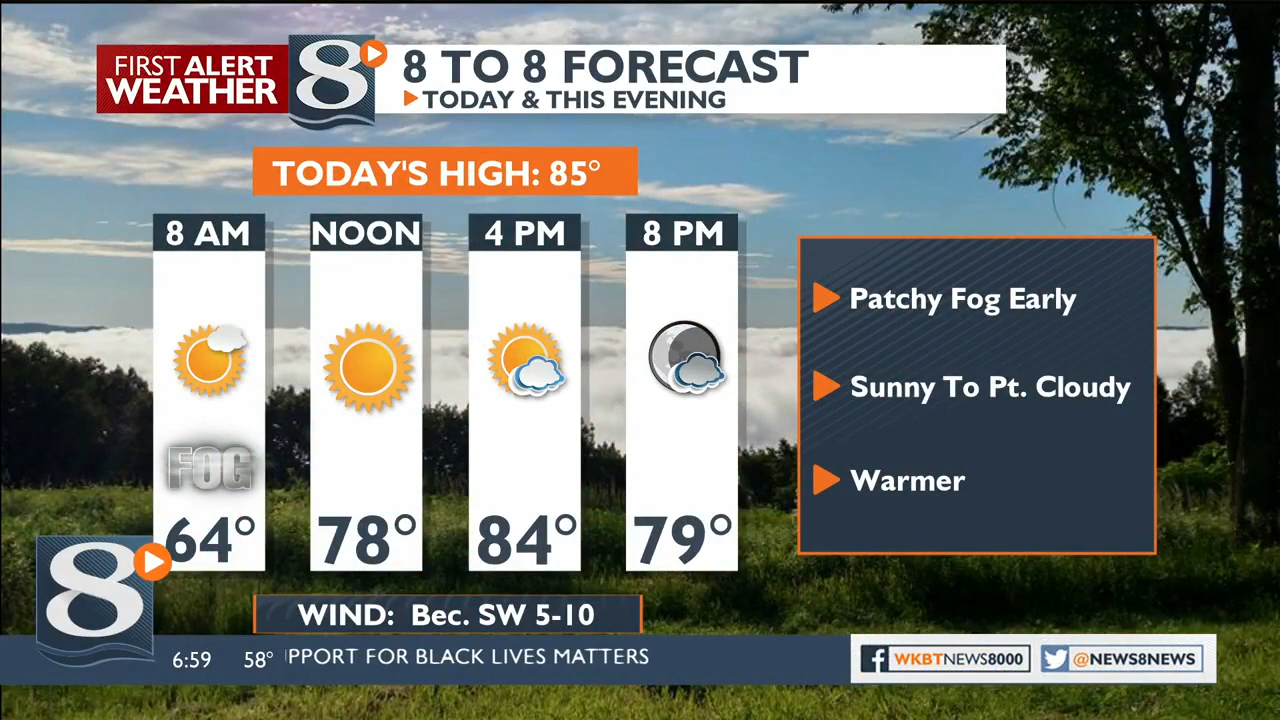 FIRST ALERT
WEATHER
8
8 TO 8 FORECAST
TODAY & THIS EVENING
TODAY'S HIGH: 85°
8 AM
NOON
4 PM
8 PM
FOG
64°
78°
84°
79°
Patchy Fog Early
Sunny To Pt. Cloudy
Warmer
WIND: Bec. SW 5-10
8
6:59
58°
FOR BLACK LIVES MATTERS
WKBTNEWS8000
@NEWS8NEWS